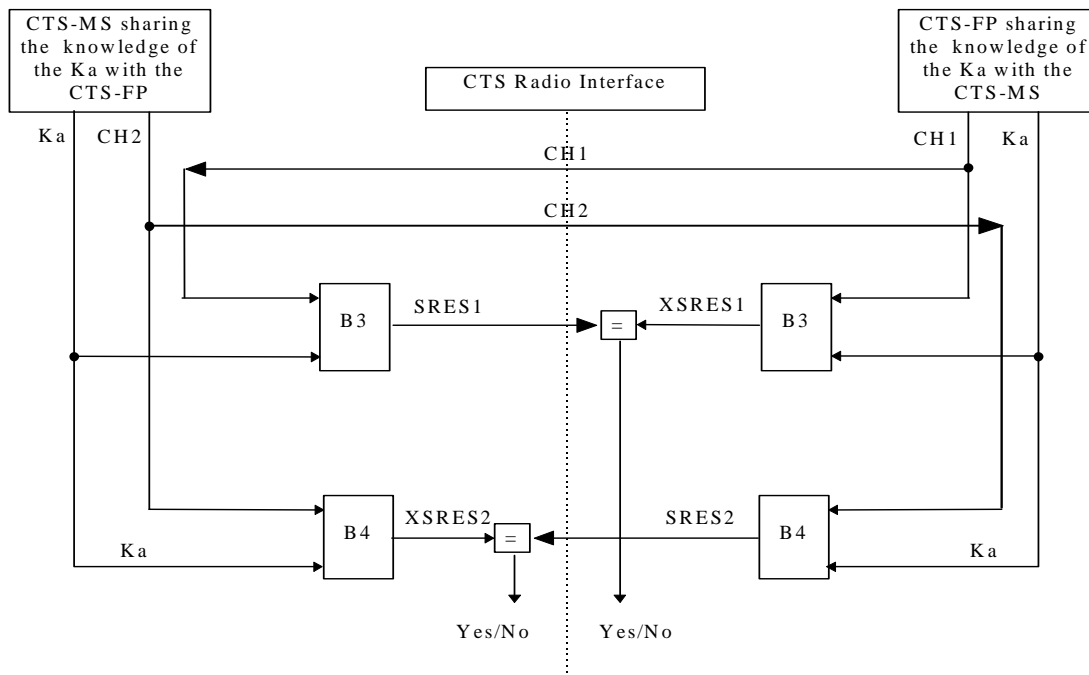 CTS-MS sharing
the knowledge of
the Ka with the
CTS-FP
CTS Radio Interface
CTS-FP sharing
the knowledge of
the Ka with the
CTS-MS
Ka
CH2
CH1
Ka
CH1
CH2
B3
SRES1
=
XSRES1
B3
B4
XSRES2
=
SRES2
B4
Ka
Ka
Yes/No
Yes/No